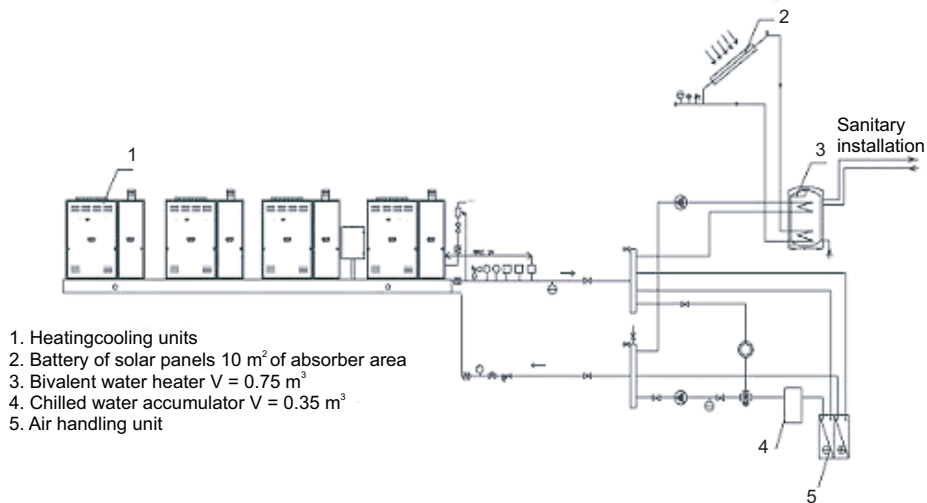 2
Sanitary
installation
3
1
1. Heatingcooling units
2. Battery of solar panels 10 m² of absorber area
3. Bivalent water heater V = 0.75 m³
4. Chilled water accumulator V = 0.35 m³
5. Air handling unit
4
5